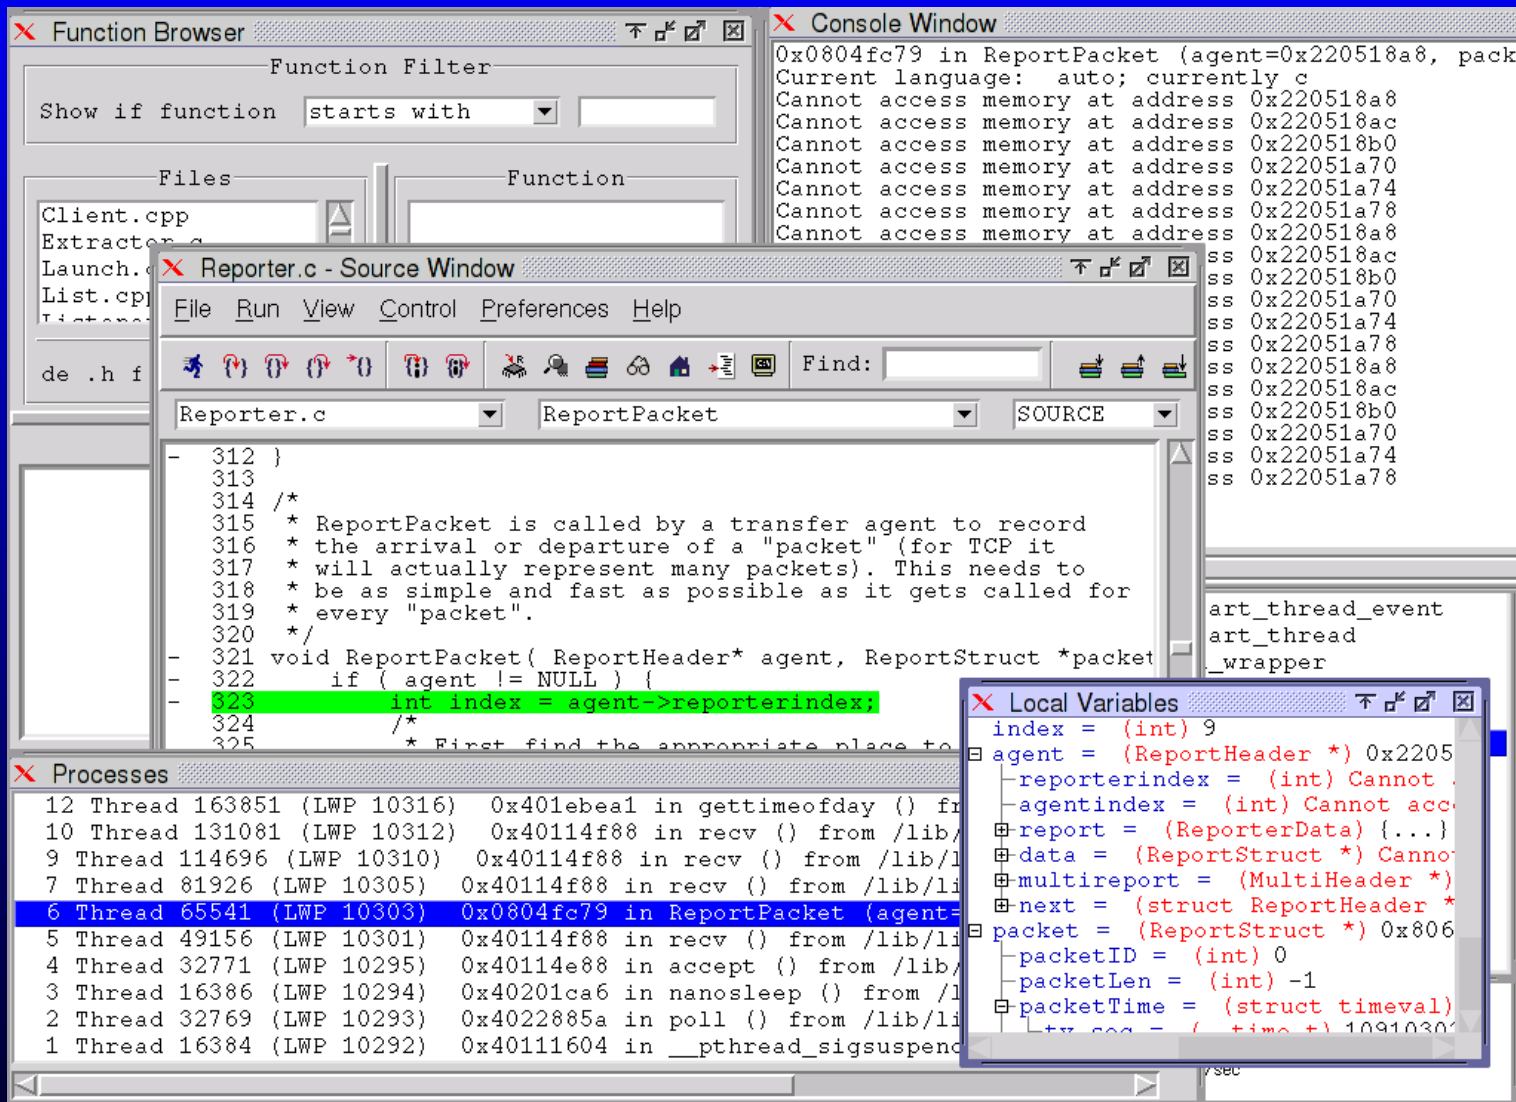 Function Browser
Function Filter
Show if function starts with
Files
Function
Client.cpp
Extractor.c
Launch.c
List.cpp
Listener
de .h f
Console Window
0x0804fc79 in ReportPacket (agent=0x220518a8, pack
Current language:  auto; currently c
Cannot access memory at address 0x220518a8
Cannot access memory at address 0x220518ac
Cannot access memory at address 0x220518b0
Cannot access memory at address 0x22051a70
Cannot access memory at address 0x22051a74
Cannot access memory at address 0x22051a78
Cannot access memory at address 0x220518a8
ss 0x220518ac
ss 0x220518b0
ss 0x22051a70
ss 0x22051a74
ss 0x22051a78
ss 0x220518a8
ss 0x220518ac
ss 0x220518b0
ss 0x22051a70
ss 0x22051a74
ss 0x22051a78
Reporter.c - Source Window
File Run View Control Preferences Help
Find:
Reporter.c ReportPacket SOURCE
- 312 }
313
314 /*
315 * ReportPacket is called by a transfer agent to record
316 * the arrival or departure of a "packet" (for TCP it
317 * will actually represent many packets). This needs to
318 * be as simple and fast as possible as it gets called for
319 * every "packet".
320 */
- 321 void ReportPacket( ReportHeader* agent, ReportStruct *packet
- 322 if ( agent != NULL ) {
- 323 int index = agent->reporterindex;
324 /*
325 * First find the appropriate place to
art_thread_event
art_thread
_wrapper
Processes
12 Thread 163851 (LWP 10316) 0x401ebea1 in gettimeofday () fr
10 Thread 131081 (LWP 10312) 0x40114f88 in recv () from /lib/
9 Thread 114696 (LWP 10310) 0x40114f88 in recv () from /lib/l
7 Thread 81926 (LWP 10305) 0x40114f88 in recv () from /lib/li
6 Thread 65541 (LWP 10303) 0x0804fc79 in ReportPacket (agent=
5 Thread 49156 (LWP 10301) 0x40114f88 in recv () from /lib/li
4 Thread 32771 (LWP 10295) 0x40114e88 in accept () from /lib/
3 Thread 16386 (LWP 10294) 0x40201ca6 in nanosleep () from /l
2 Thread 32769 (LWP 10293) 0x4022885a in poll () from /lib/li
1 Thread 16384 (LWP 10292) 0x40111604 in __pthread_sigsuspend
Local Variables
index = (int) 9
agent = (ReportHeader *) 0x2205
reporterindex = (int) Cannot
agentindex = (int) Cannot acc
report = (ReporterData) {...}
data = (ReportStruct *) Canno
multireport = (MultiHeader *)
next = (struct ReportHeader *
packet = (ReportStruct *) 0x806
packetID = (int) 0
packetLen = (int) -1
packetTime = (struct timeval)
tv_sec = (__time_t) 10910301
/sec